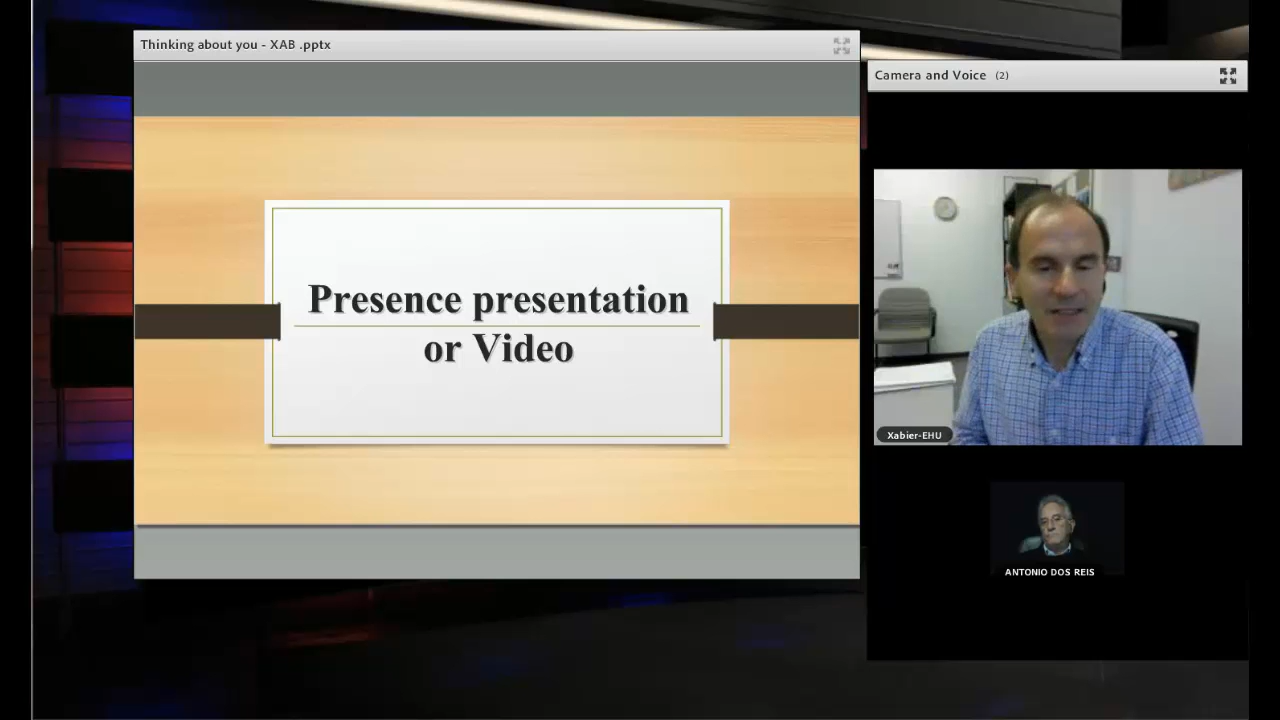 Thinking about you - XAB .pptx
Camera and Voice (2)
Presence presentation
or Video
Xabier-EHU
ANTONIO DOS REIS